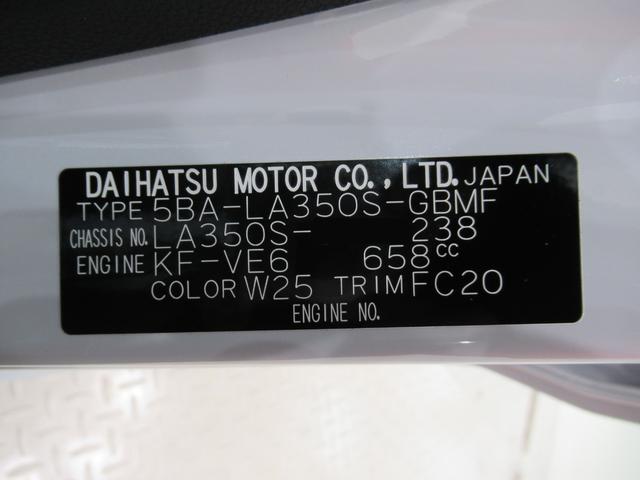 DAIHATSU MOTOR CO., LTD. JAPAN
TYPE 5BA-LA350S-GBMF
CHASSIS NO. LA350S- 238
ENGINE KF-VE6 658cc
COLOR W25 TRIM FC20
ENGINE NO.